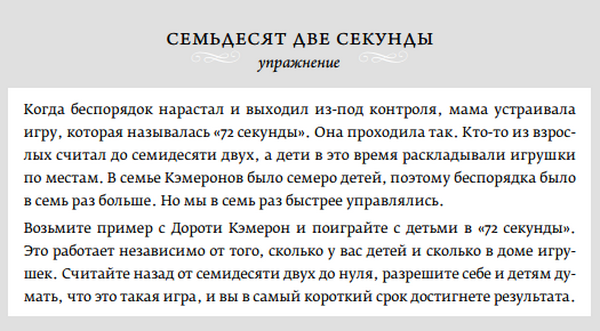 СЕМЬДЕСЯТ ДВЕ СЕКУНДЫ
упражнение
Когда беспорядок нарастал и выходил из-под контроля, мама устраивала
игру, которая называлась «72 секунды». Она проходила так. Кто-то из взрос-
лых считал до семидесяти двух, а дети в это время раскладывали игрушки
по местам. В семье Кэмеронов было семеро детей, поэтому беспорядка было
в семь раз больше. Но мы в семь раз быстрее управлялись.
Возьмите пример с Дороти Кэмерон и поиграйте с детьми в «72 секунды».
Это работает независимо от того, сколько у вас детей и сколько в доме игру-
шек. Считайте назад от семидесяти двух до нуля, разрешите себе и детям ду-
мать, что это такая игра, и вы в самый короткий срок достигнете результата.